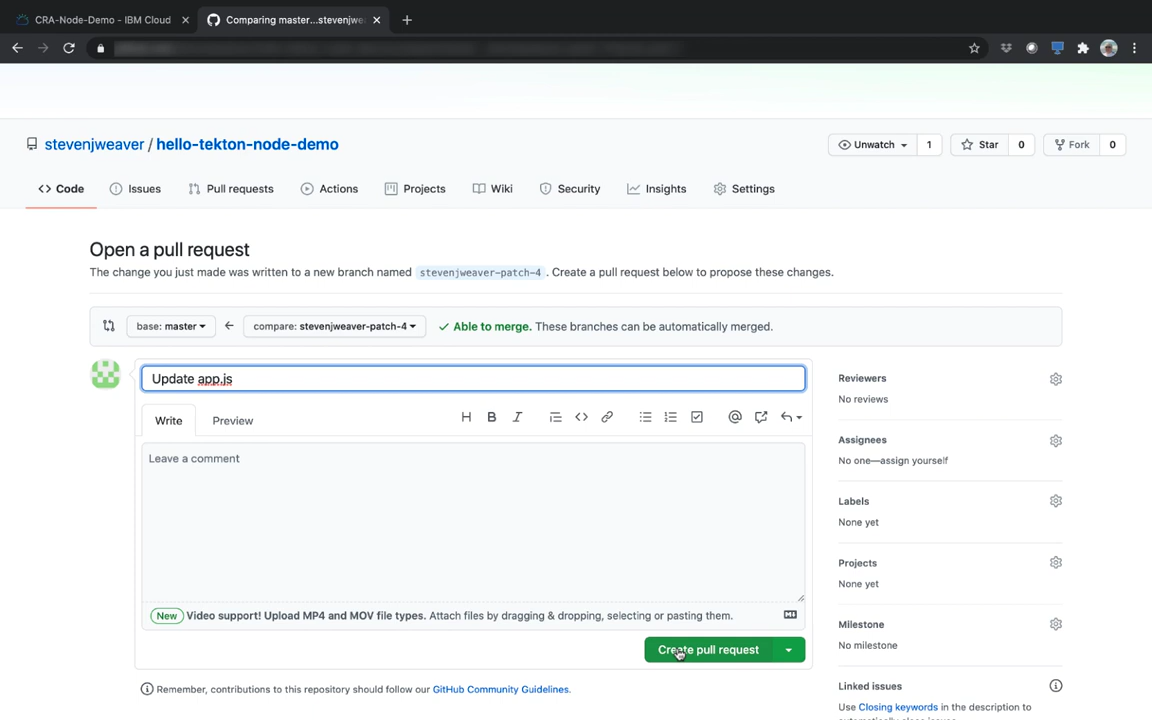 CRA-Node-Demo - IBM Cloud
Comparing master...stevenjwe
stevenjweaver / hello-tekton-node-demo
Unwatch 1 Star 0 Fork 0
Code Issues Pull requests Actions Projects Wiki Security Insights Settings
Open a pull request
The change you just made was written to a new branch named stevenjweaver-patch-4 . Create a pull request below to propose these changes.
base: master compare: stevenjweaver-patch-4 Able to merge. These branches can be automatically merged.
Update app.js
Write Preview
Leave a comment
New Video support! Upload MP4 and MOV file types. Attach files by dragging & dropping, selecting or pasting them.
Create pull request
Remember, contributions to this repository should follow our GitHub Community Guidelines.
Reviewers
No reviews
Assignees
No one—assign yourself
Labels
None yet
Projects
None yet
Milestone
No milestone
Linked issues
Use Closing keywords in the description to